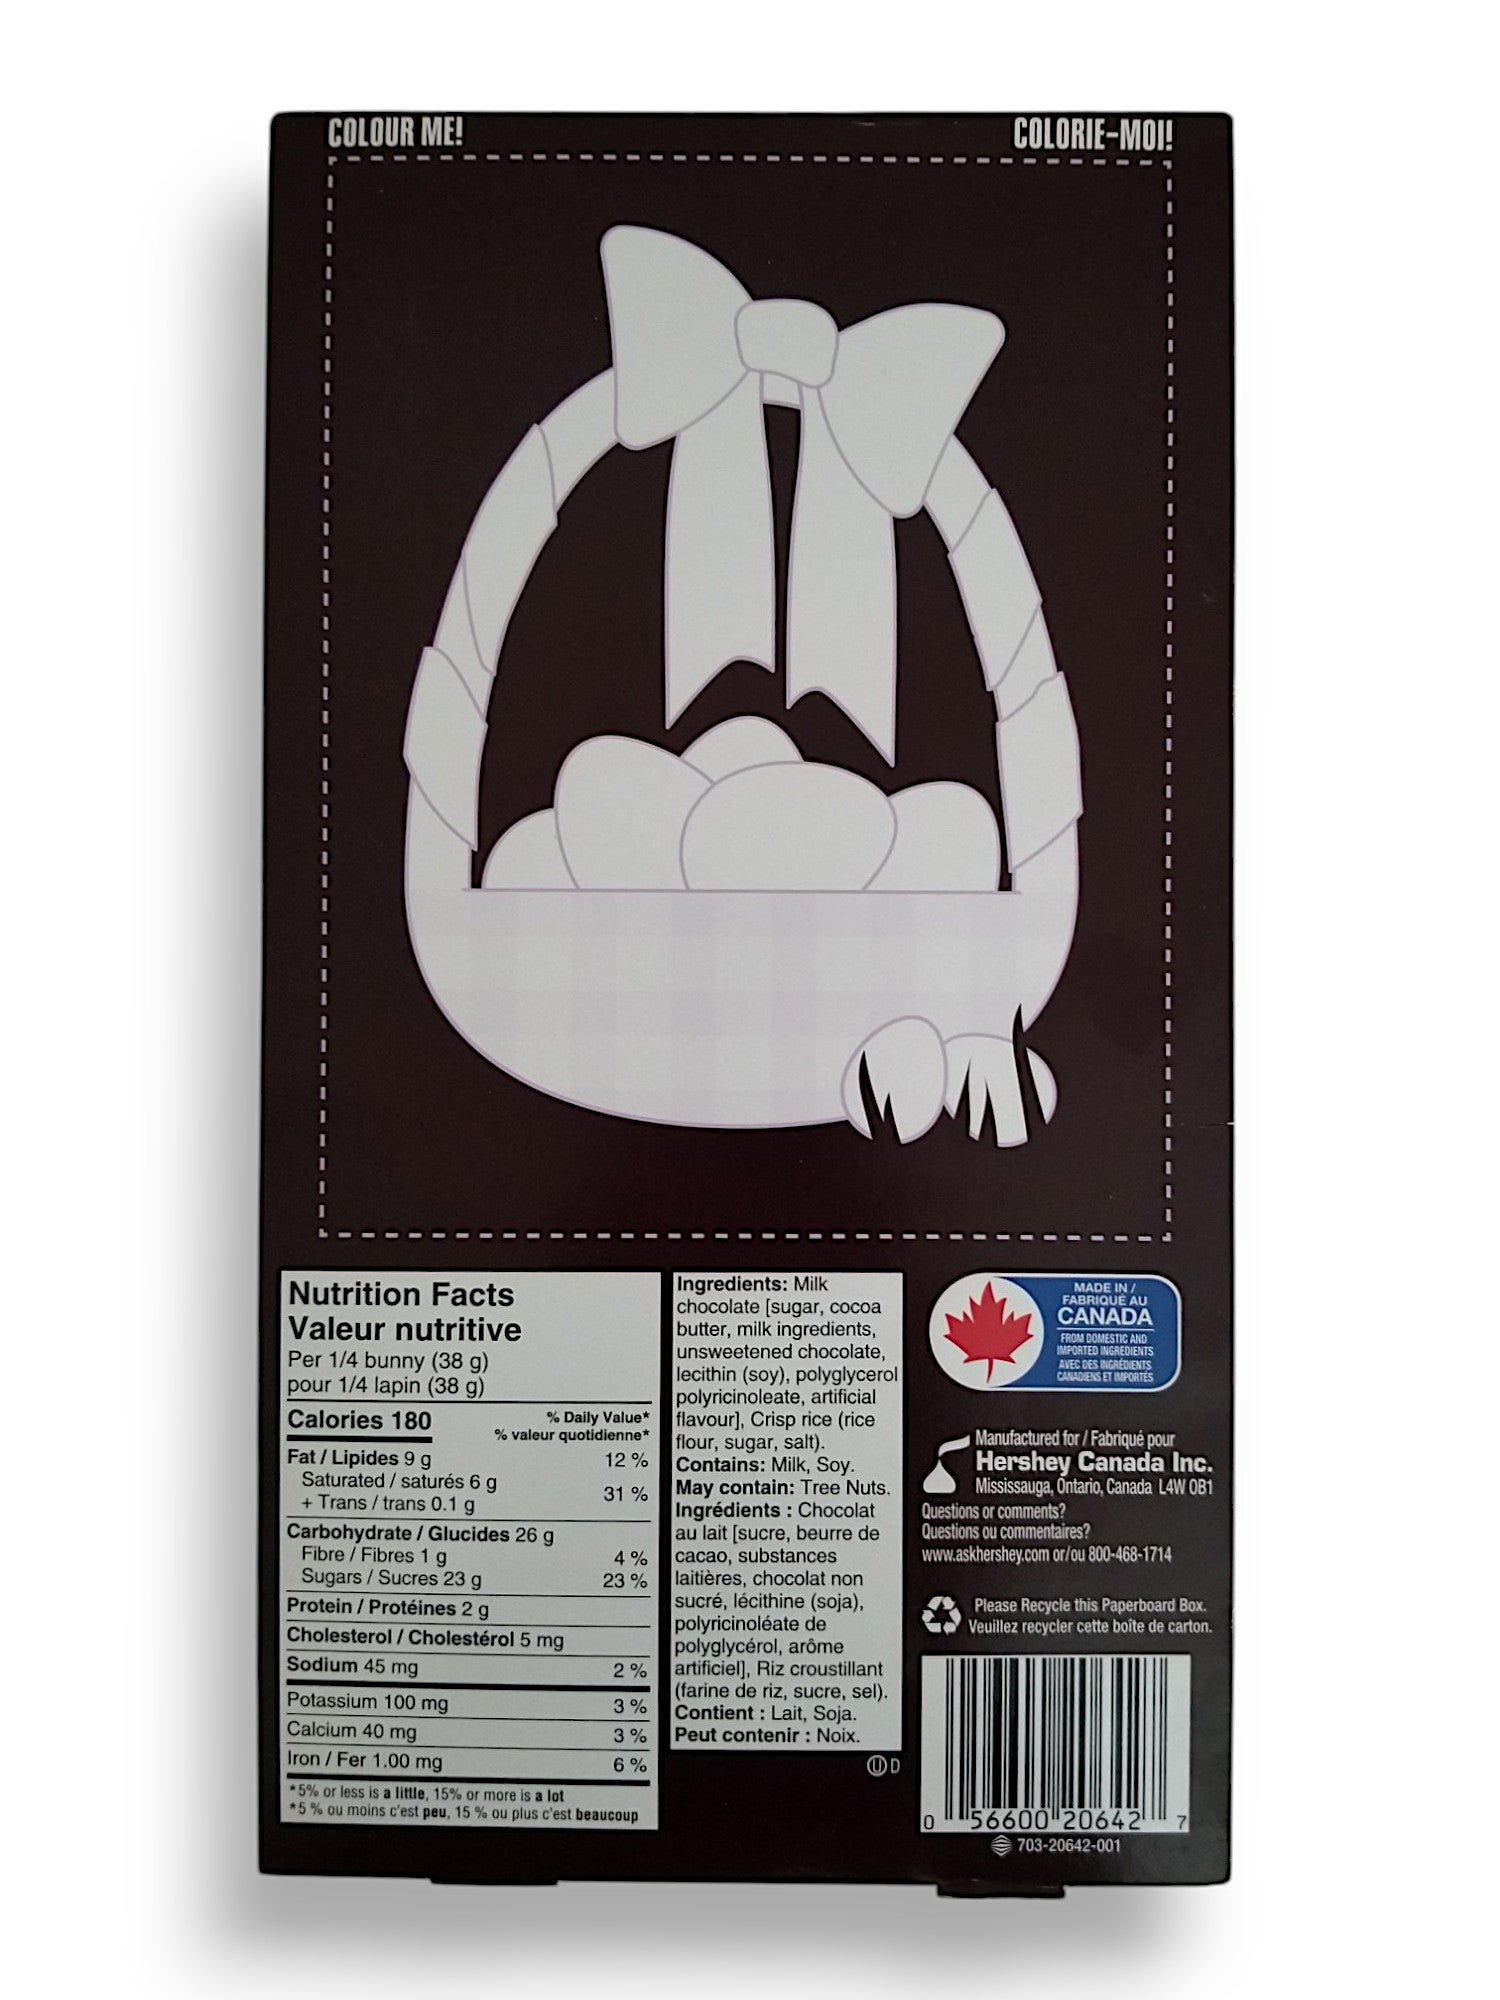 COLOUR ME!
COLORIE-MOI!
Nutrition Facts
Valeur nutritive
Per 1/4 bunny (38 g)
pour 1/4 lapin (38 g)
Calories 180
% Daily Value*
% valeur quotidienne*
Fat / Lipides 9 g 12 %
Saturated / saturés 6 g
+ Trans / trans 0.1 g
31 %
Carbohydrate / Glucides 26 g
Fibre / Fibres 1 g 4 %
Sugars / Sucres 23 g 23 %
Protein / Protéines 2 g
Cholesterol / Cholestérol 5 mg
Sodium 45 mg 2 %
Potassium 100 mg 3 %
Calcium 40 mg 3 %
Iron / Fer 1.00 mg 6 %
*5% or less is a little, 15% or more is a lot
*5 % ou moins c'est peu, 15 % ou plus c'est beaucoup
Ingredients: Milk
chocolate [sugar, cocoa
butter, milk ingredients,
unsweetened chocolate,
lecithin (soy), polyglycerol
polyricinoleate, artificial
flavour], Crisp rice (rice
flour, sugar, salt).
Contains: Milk, Soy.
May contain: Tree Nuts.
Ingrédients : Chocolat
au lait [sucre, beurre de
cacao, substances
laitières, chocolat non
sucré, lécithine (soja),
polyricinoléate de
polyglycérol, arôme
artificiel], Riz croustillant
(farine de riz, sucre, sel).
Contient : Lait, Soja.
Peut contenir : Noix.
U D
MADE IN /
FABRIQUÉ AU
CANADA
FROM DOMESTIC AND
IMPORTED INGREDIENTS
AVEC DES INGRÉDIENTS
CANADIENS ET IMPORTÉS
Manufactured for / Fabriqué pour
Hershey Canada Inc.
Mississauga, Ontario, Canada L4W 0B1
Questions or comments?
Questions ou commentaires?
www.askhershey.com or/ou 800-468-1714
Please Recycle this Paperboard Box.
Veuillez recycler cette boîte de carton.
0 56600 20642 7
703-20642-001